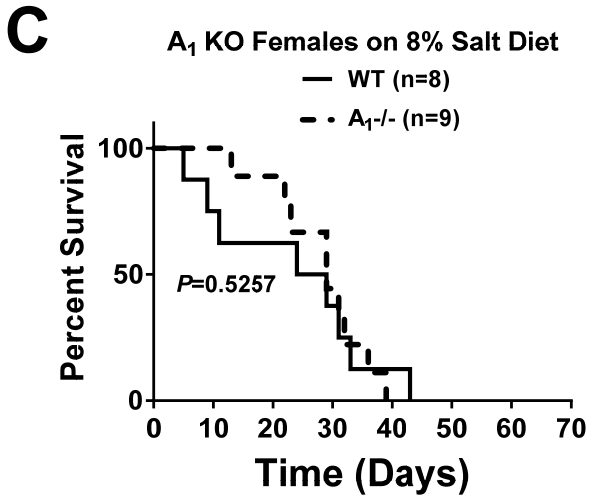 C
A1 KO Females on 8% Salt Diet
WT (n=8)
A1-/- (n=9)
Percent Survival
100
50
0
P=0.5257
0 10 20 30 40 50 60 70
Time (Days)